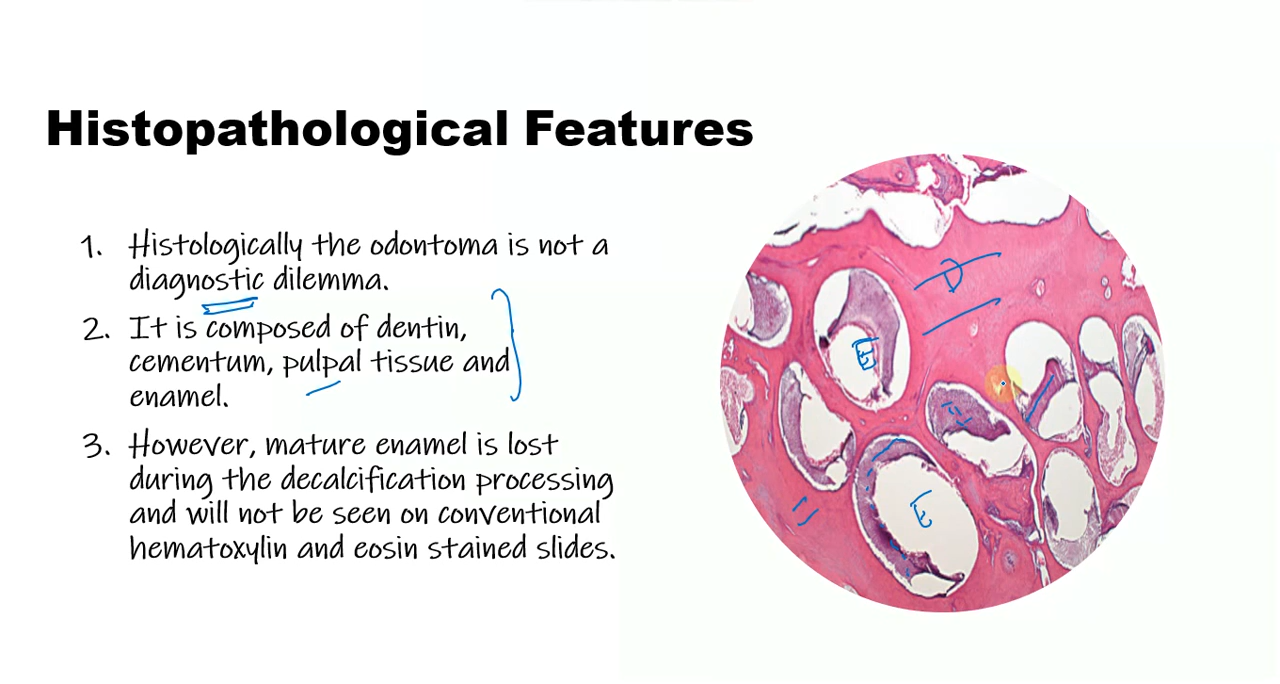 Histopathological Features
1. Histologically the odontoma is not a
diagnostic dilemma.
2. It is composed of dentin,
cementum, pulpal tissue and
enamel.
3. However, mature enamel is lost
during the decalcification processing
and will not be seen on conventional
hematoxylin and eosin stained slides.
D
E
E